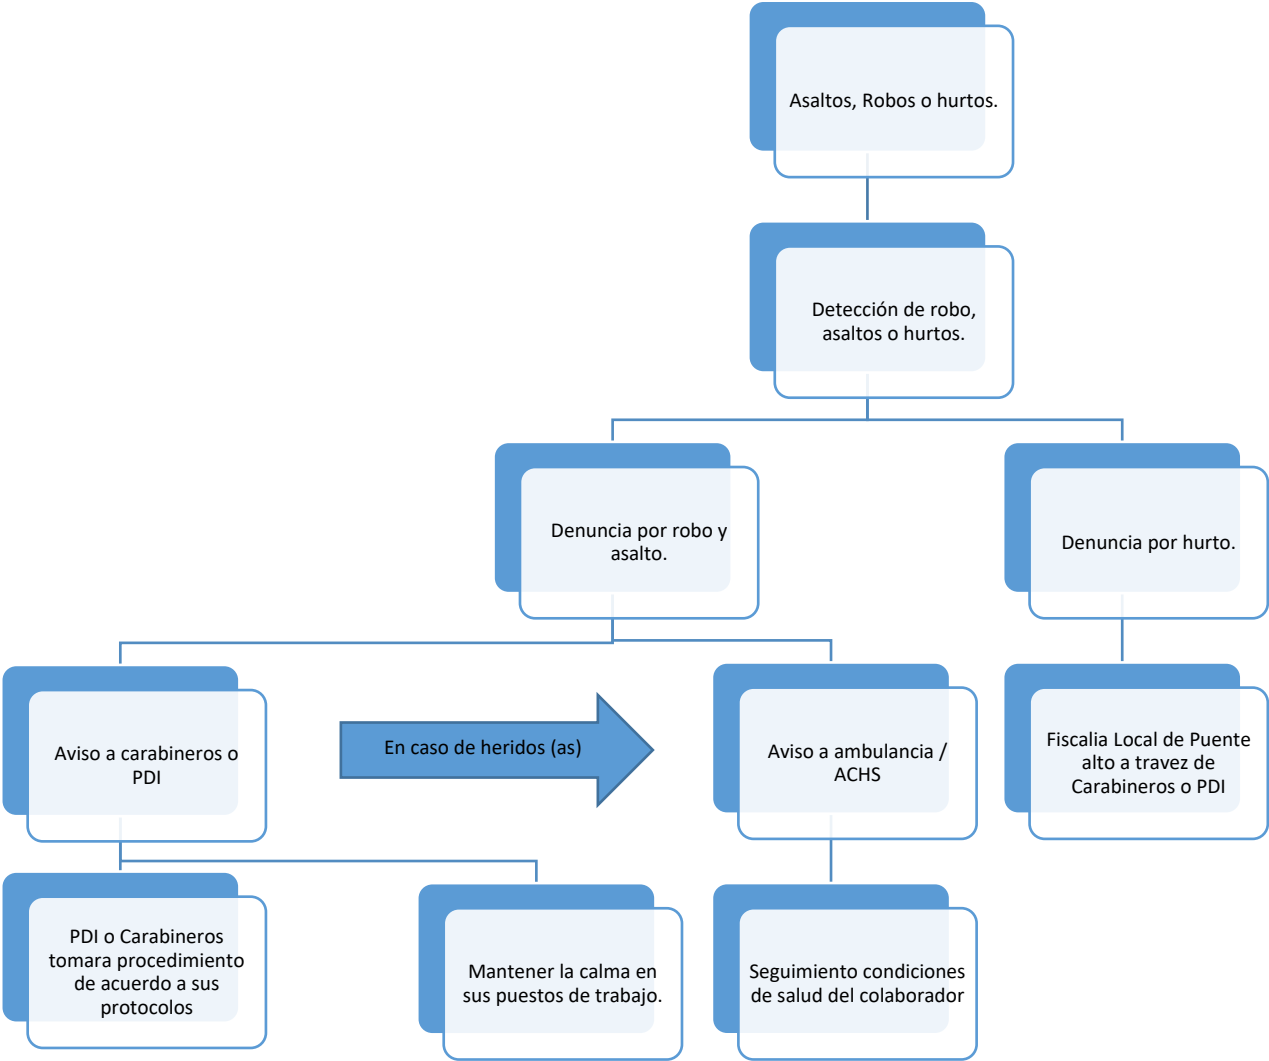 Asaltos, Robos o hurtos.
Detección de robo,
asaltos o hurtos.
Denuncia por robo y
asalto.
Denuncia por hurto.
Aviso a carabineros o
PDI
En caso de heridos (as)
Aviso a ambulancia /
ACHS
Fiscalia Local de Puente
alto a travez de
Carabineros o PDI
PDI o Carabineros
tomara procedimiento
de acuerdo a sus
protocolos
Mantener la calma en
sus puestos de trabajo.
Seguimiento condiciones
de salud del colaborador